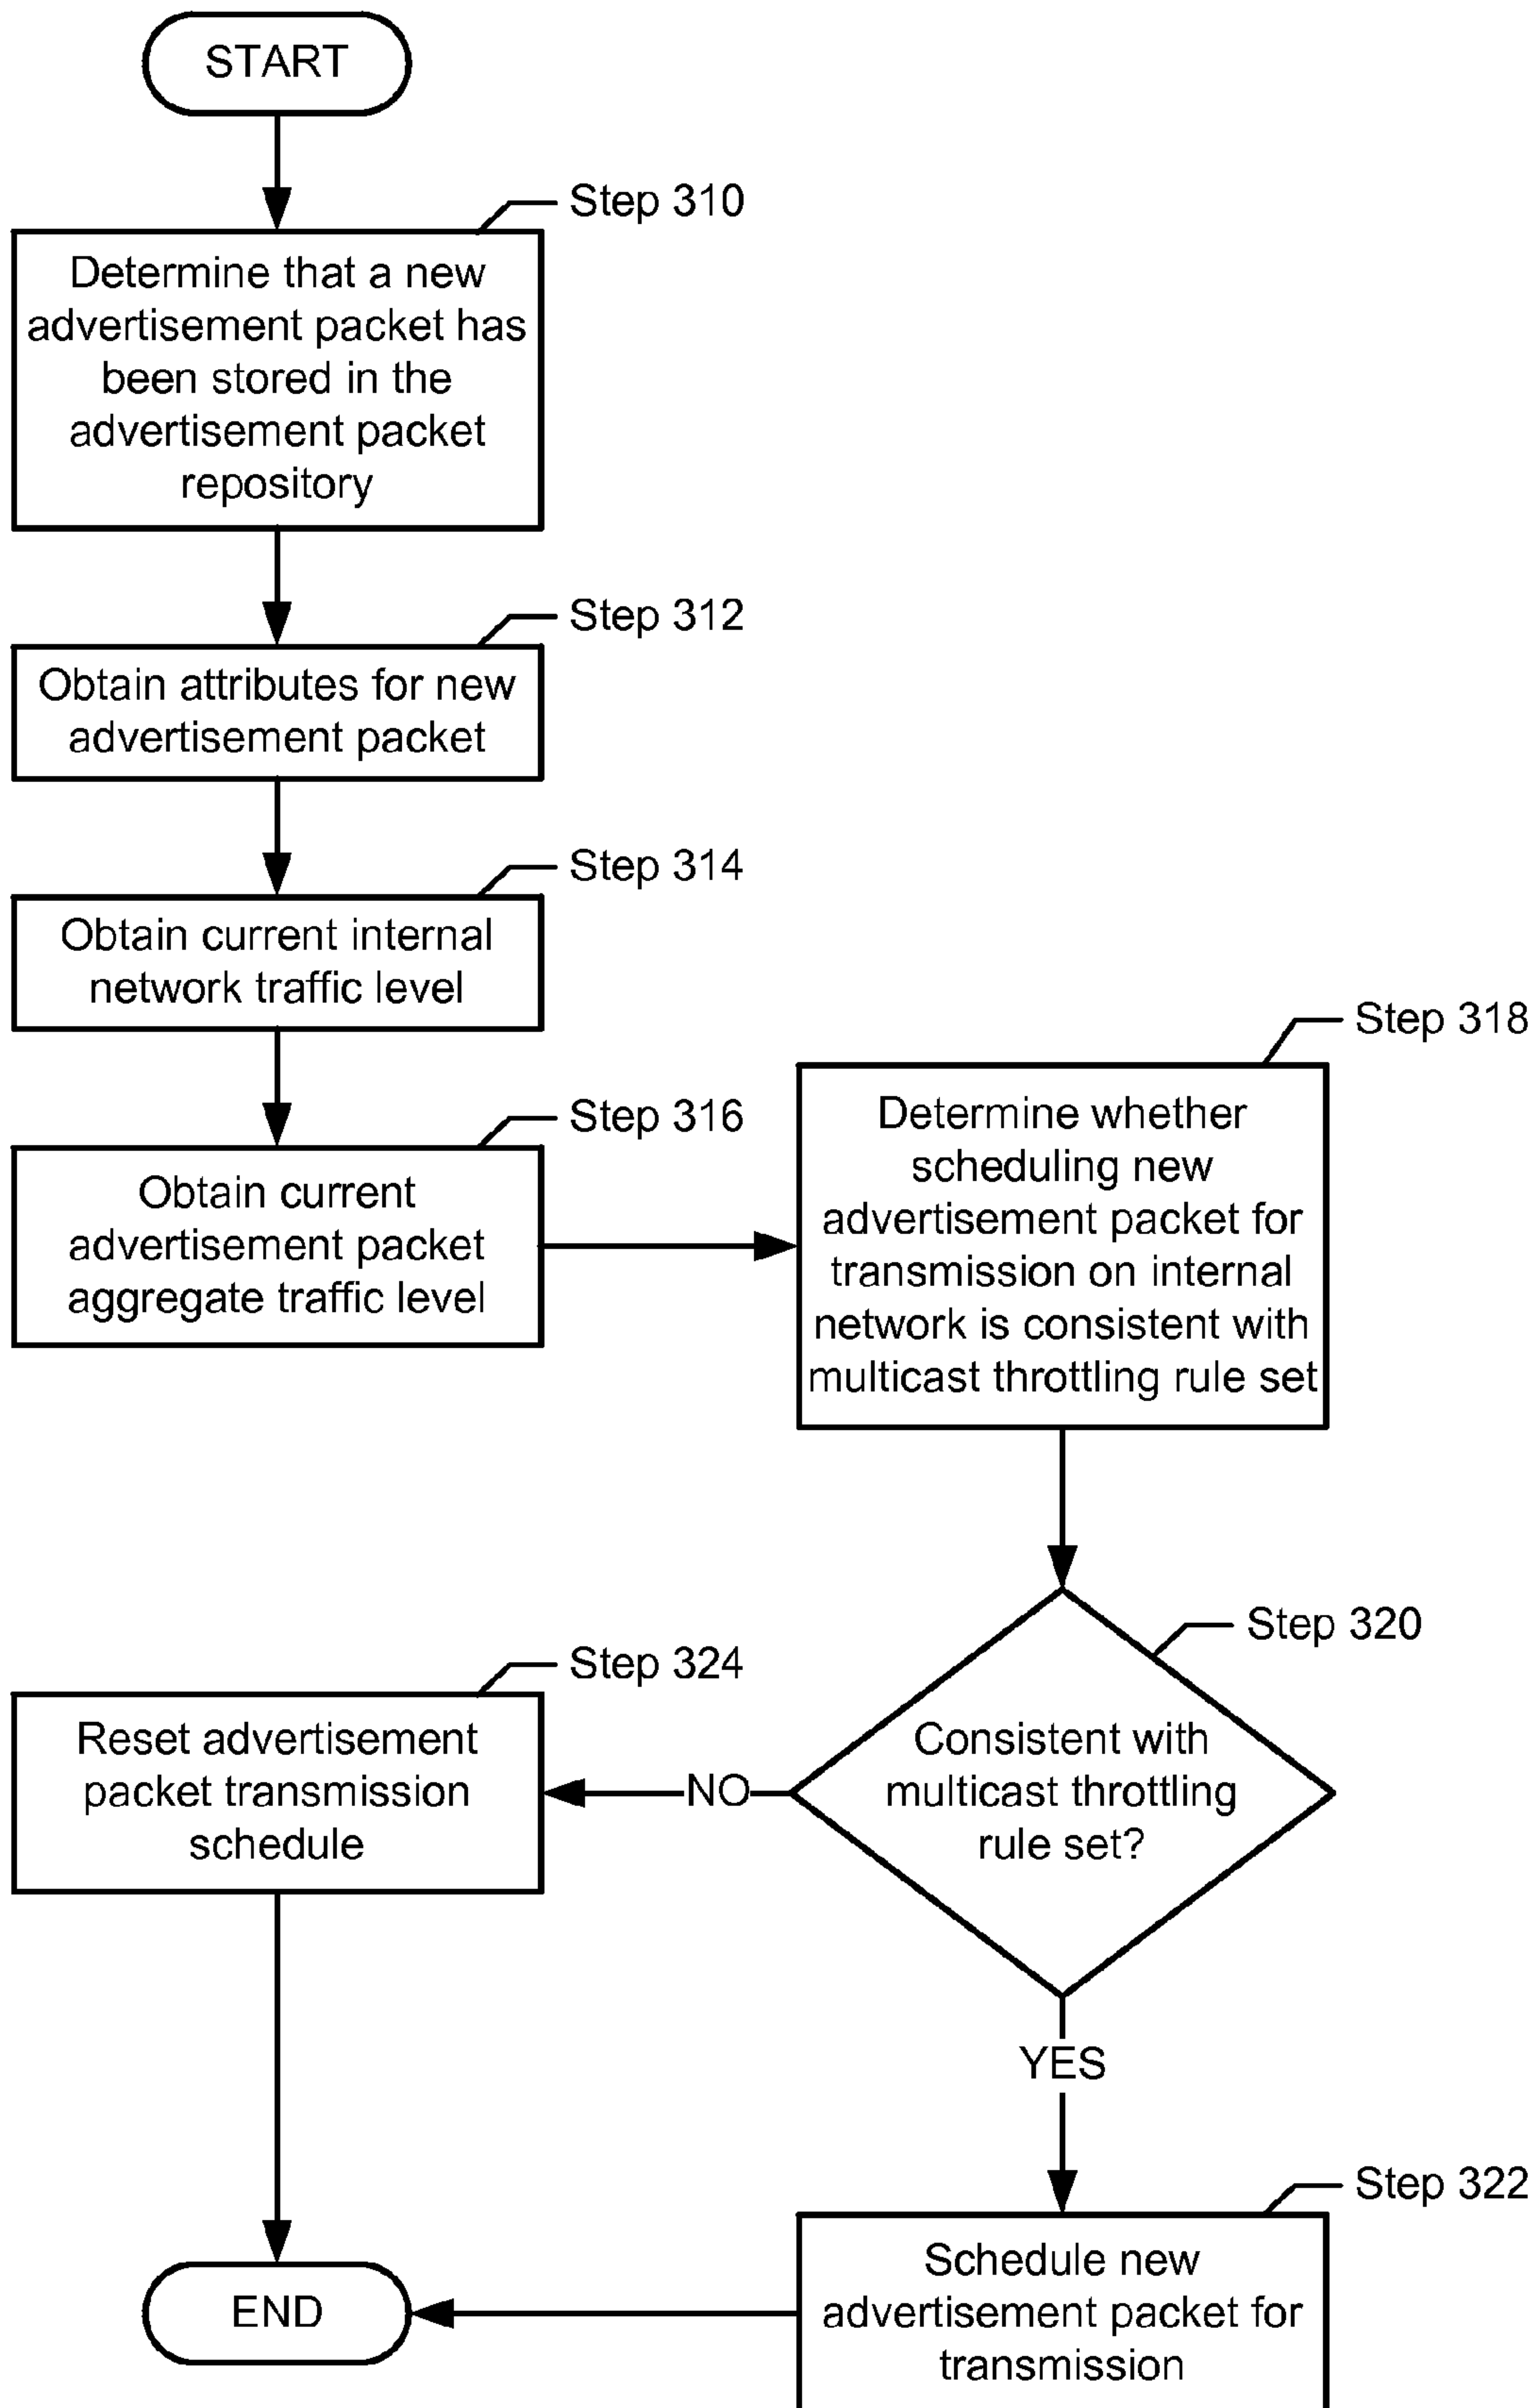 START
Step 310
Determine that a new
advertisement packet has
been stored in the
advertisement packet
repository
Step 312
Obtain attributes for new
advertisement packet
Step 314
Obtain current internal
network traffic level
Step 316
Obtain current
advertisement packet
aggregate traffic level
Step 318
Determine whether
scheduling new
advertisement packet for
transmission on internal
network is consistent with
multicast throttling rule set
Step 320
Consistent with
multicast throttling
rule set?
NO
Step 324
Reset advertisement
packet transmission
schedule
YES
Step 322
Schedule new
advertisement packet for
transmission
END